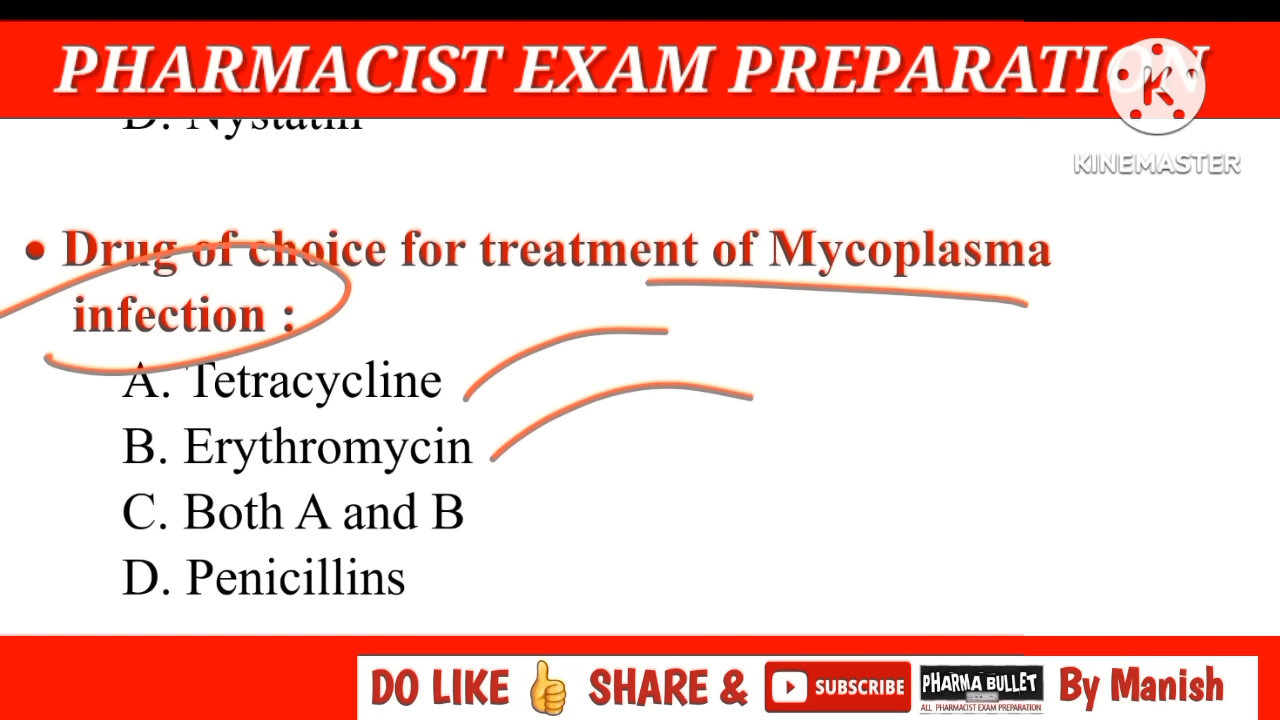 PHARMACIST EXAM PREPARATION
K
KINEMASTER
D. Nystatin
• Drug of choice for treatment of Mycoplasma
infection :
A. Tetracycline
B. Erythromycin
C. Both A and B
D. Penicillins
DO LIKE SHARE & SUBSCRIBE PHARMA BULLET By Manish
ALL PHARMACIST EXAM PREPARATION